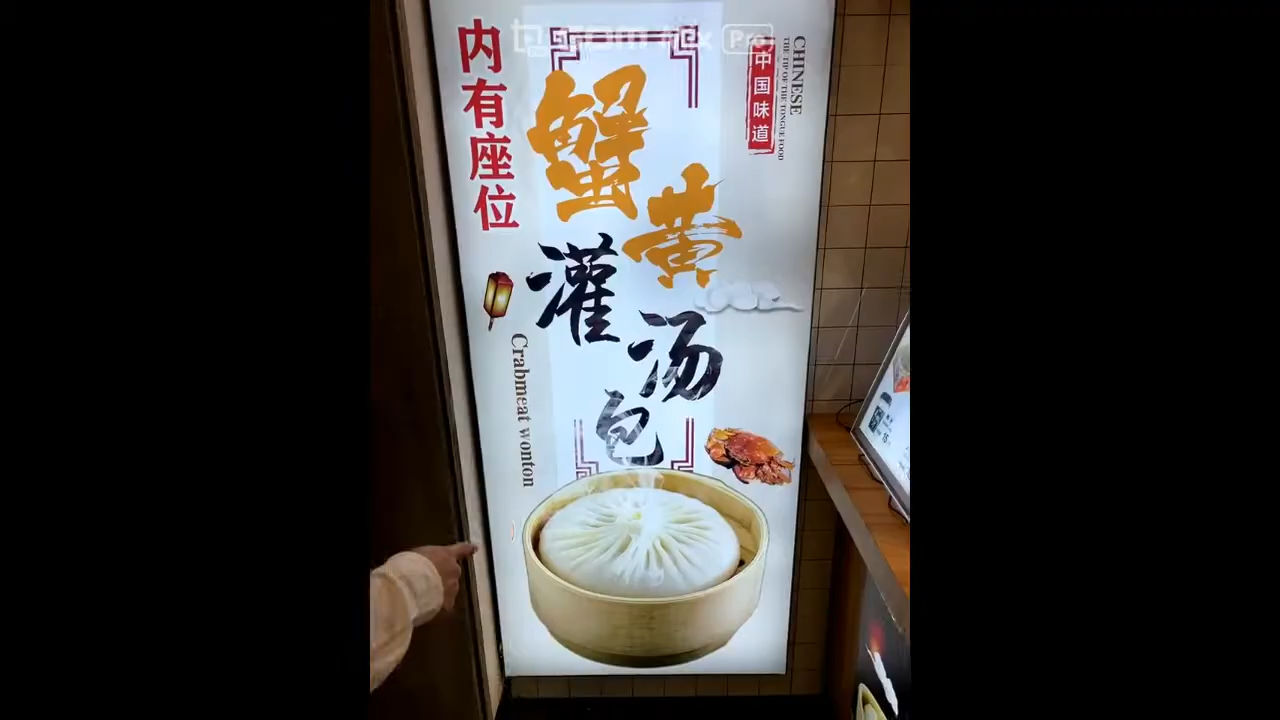 内有座位
蟹黄
灌汤
包
中国味道
CHINESE
THE TIP OF THE TONGUE FOOD
Crabmeat wonton
Pro